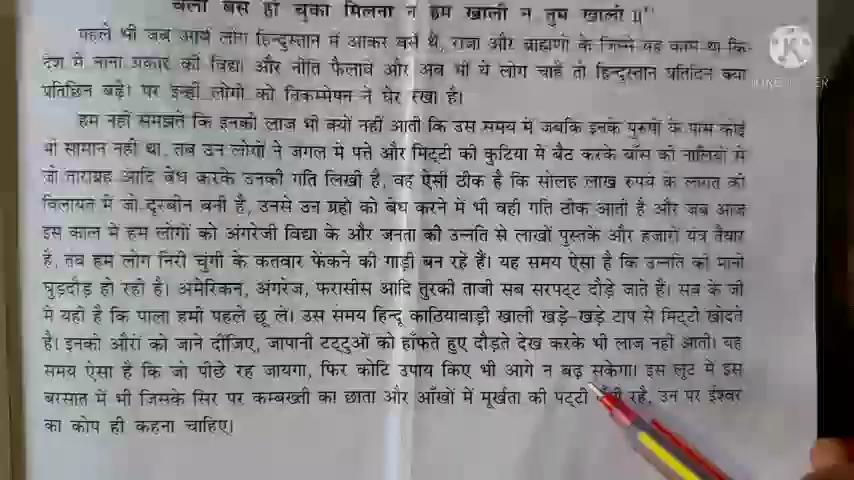 चलो बस हो चुका मिलना न हम खाली न तुम खाली ॥"
पहले भी जब आर्य लोग हिन्दुस्तान में आकर बसे थे, राजा और ब्राह्मणों के जिम्मे यह काम था कि
देश में नाना प्रकार की विद्या और नीति फैलावें और अब भी ये लोग चाहें तो हिन्दुस्तान प्रतिदिन क्या
प्रतिछिन बढ़े। पर इन्हीं लोगों को निकम्मेपन ने घेर रखा है।
हम नहीं समझते कि इनको लाज भी क्यों नहीं आती कि उस समय में जबकि इनके पुरुषों के पास कोई
भी सामान नहीं था, तब उन लोगों ने जंगल में पत्ते और मिट्टी की कुटिया में बैठ करके बाँस की नालियों से
जो ताराग्रह आदि बेध करके उनकी गति लिखी है, वह ऐसी ठीक है कि सोलह लाख रुपये के लागत की
विलायत में जो दूरबीन बनी है, उनसे उन ग्रहों को बेध करने में भी वही गति ठीक आती है और जब आज
इस काल में हम लोगों को अंगरेजी विद्या के और जनता की उन्नति से लाखों पुस्तकें और हजारों यंत्र तैयार
हैं, तब हम लोग निरी चुंगी के कतवार फेंकने की गाड़ी बन रहे हैं। यह समय ऐसा है कि उन्नति की मानो
घुड़दौड़ हो रही है। अमेरिकन, अंगरेज, फरासीस आदि तुरकी ताजी सब सरपट्ट दौड़े जाते हैं। सब के जी
में यही है कि पाला हमीं पहले छू लें। उस समय हिन्दू काठियावाड़ी खाली खड़े-खड़े टाप से मिट्टी खोदते
हैं। इनको औरों को जाने दीजिए, जापानी टट्टुओं को हाँफते हुए दौड़ते देख करके भी लाज नहीं आती। यह
समय ऐसा है कि जो पीछे रह जायगा, फिर कोटि उपाय किए भी आगे न बढ़ सकेगा। इस लूट में इस
बरसात में भी जिसके सिर पर कम्बख्ती का छाता और आँखों में मूर्खता की पट्टी रहे, उन पर ईश्वर
का कोप ही कहना चाहिए।